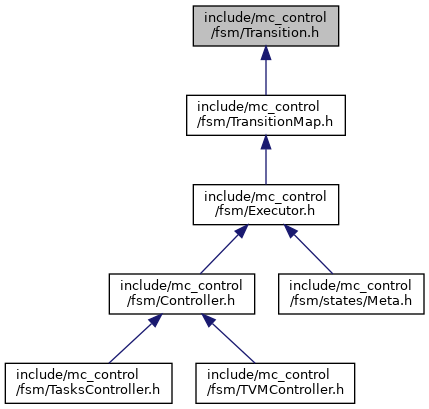 include/mc_control
/fsm/Transition.h
include/mc_control
/fsm/TransitionMap.h
include/mc_control
/fsm/Executor.h
include/mc_control
/fsm/Controller.h
include/mc_control
/fsm/states/Meta.h
include/mc_control
/fsm/TasksController.h
include/mc_control
/fsm/TVMController.h